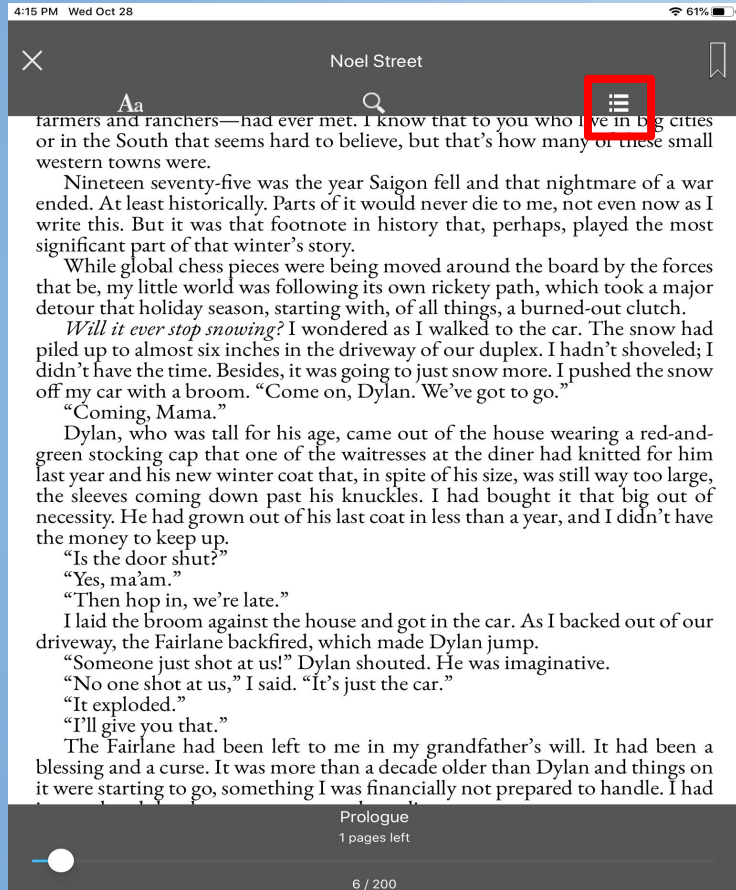 4:15 PM Wed Oct 28
61%
Noel Street
Aa
farmers and ranchers—had ever met. I know that to you who live in big cities
or in the South that seems hard to believe, but that’s how many of these small
western towns were.
Nineteen seventy-five was the year Saigon fell and that nightmare of a war
ended. At least historically. Parts of it would never die to me, not even now as I
write this. But it was that footnote in history that, perhaps, played the most
significant part of that winter’s story.
While global chess pieces were being moved around the board by the forces
that be, my little world was following its own rickety path, which took a major
detour that holiday season, starting with, of all things, a burned-out clutch.
Will it ever stop snowing? I wondered as I walked to the car. The snow had
piled up to almost six inches in the driveway of our duplex. I hadn’t shoveled; I
didn’t have the time. Besides, it was going to just snow more. I pushed the snow
off my car with a broom. “Come on, Dylan. We’ve got to go.”
“Coming, Mama.”
Dylan, who was tall for his age, came out of the house wearing a red-and-
green stocking cap that one of the waitresses at the diner had knitted for him
last year and his new winter coat that, in spite of his size, was still way too large,
the sleeves coming down past his knuckles. I had bought it that big out of
necessity. He had grown out of his last coat in less than a year, and I didn’t have
the money to keep up.
“Is the door shut?”
“Yes, ma’am.”
“Then hop in, we’re late.”
I laid the broom against the house and got in the car. As I backed out of our
driveway, the Fairlane backfired, which made Dylan jump.
“Someone just shot at us!” Dylan shouted. He was imaginative.
“No one shot at us,” I said. “It’s just the car.”
“It exploded.”
“I’ll give you that.”
The Fairlane had been left to me in my grandfather’s will. It had been a
blessing and a curse. It was more than a decade older than Dylan and things on
it were starting to go, something I was financially not prepared to handle. I had
Prologue
1 pages left
6 / 200